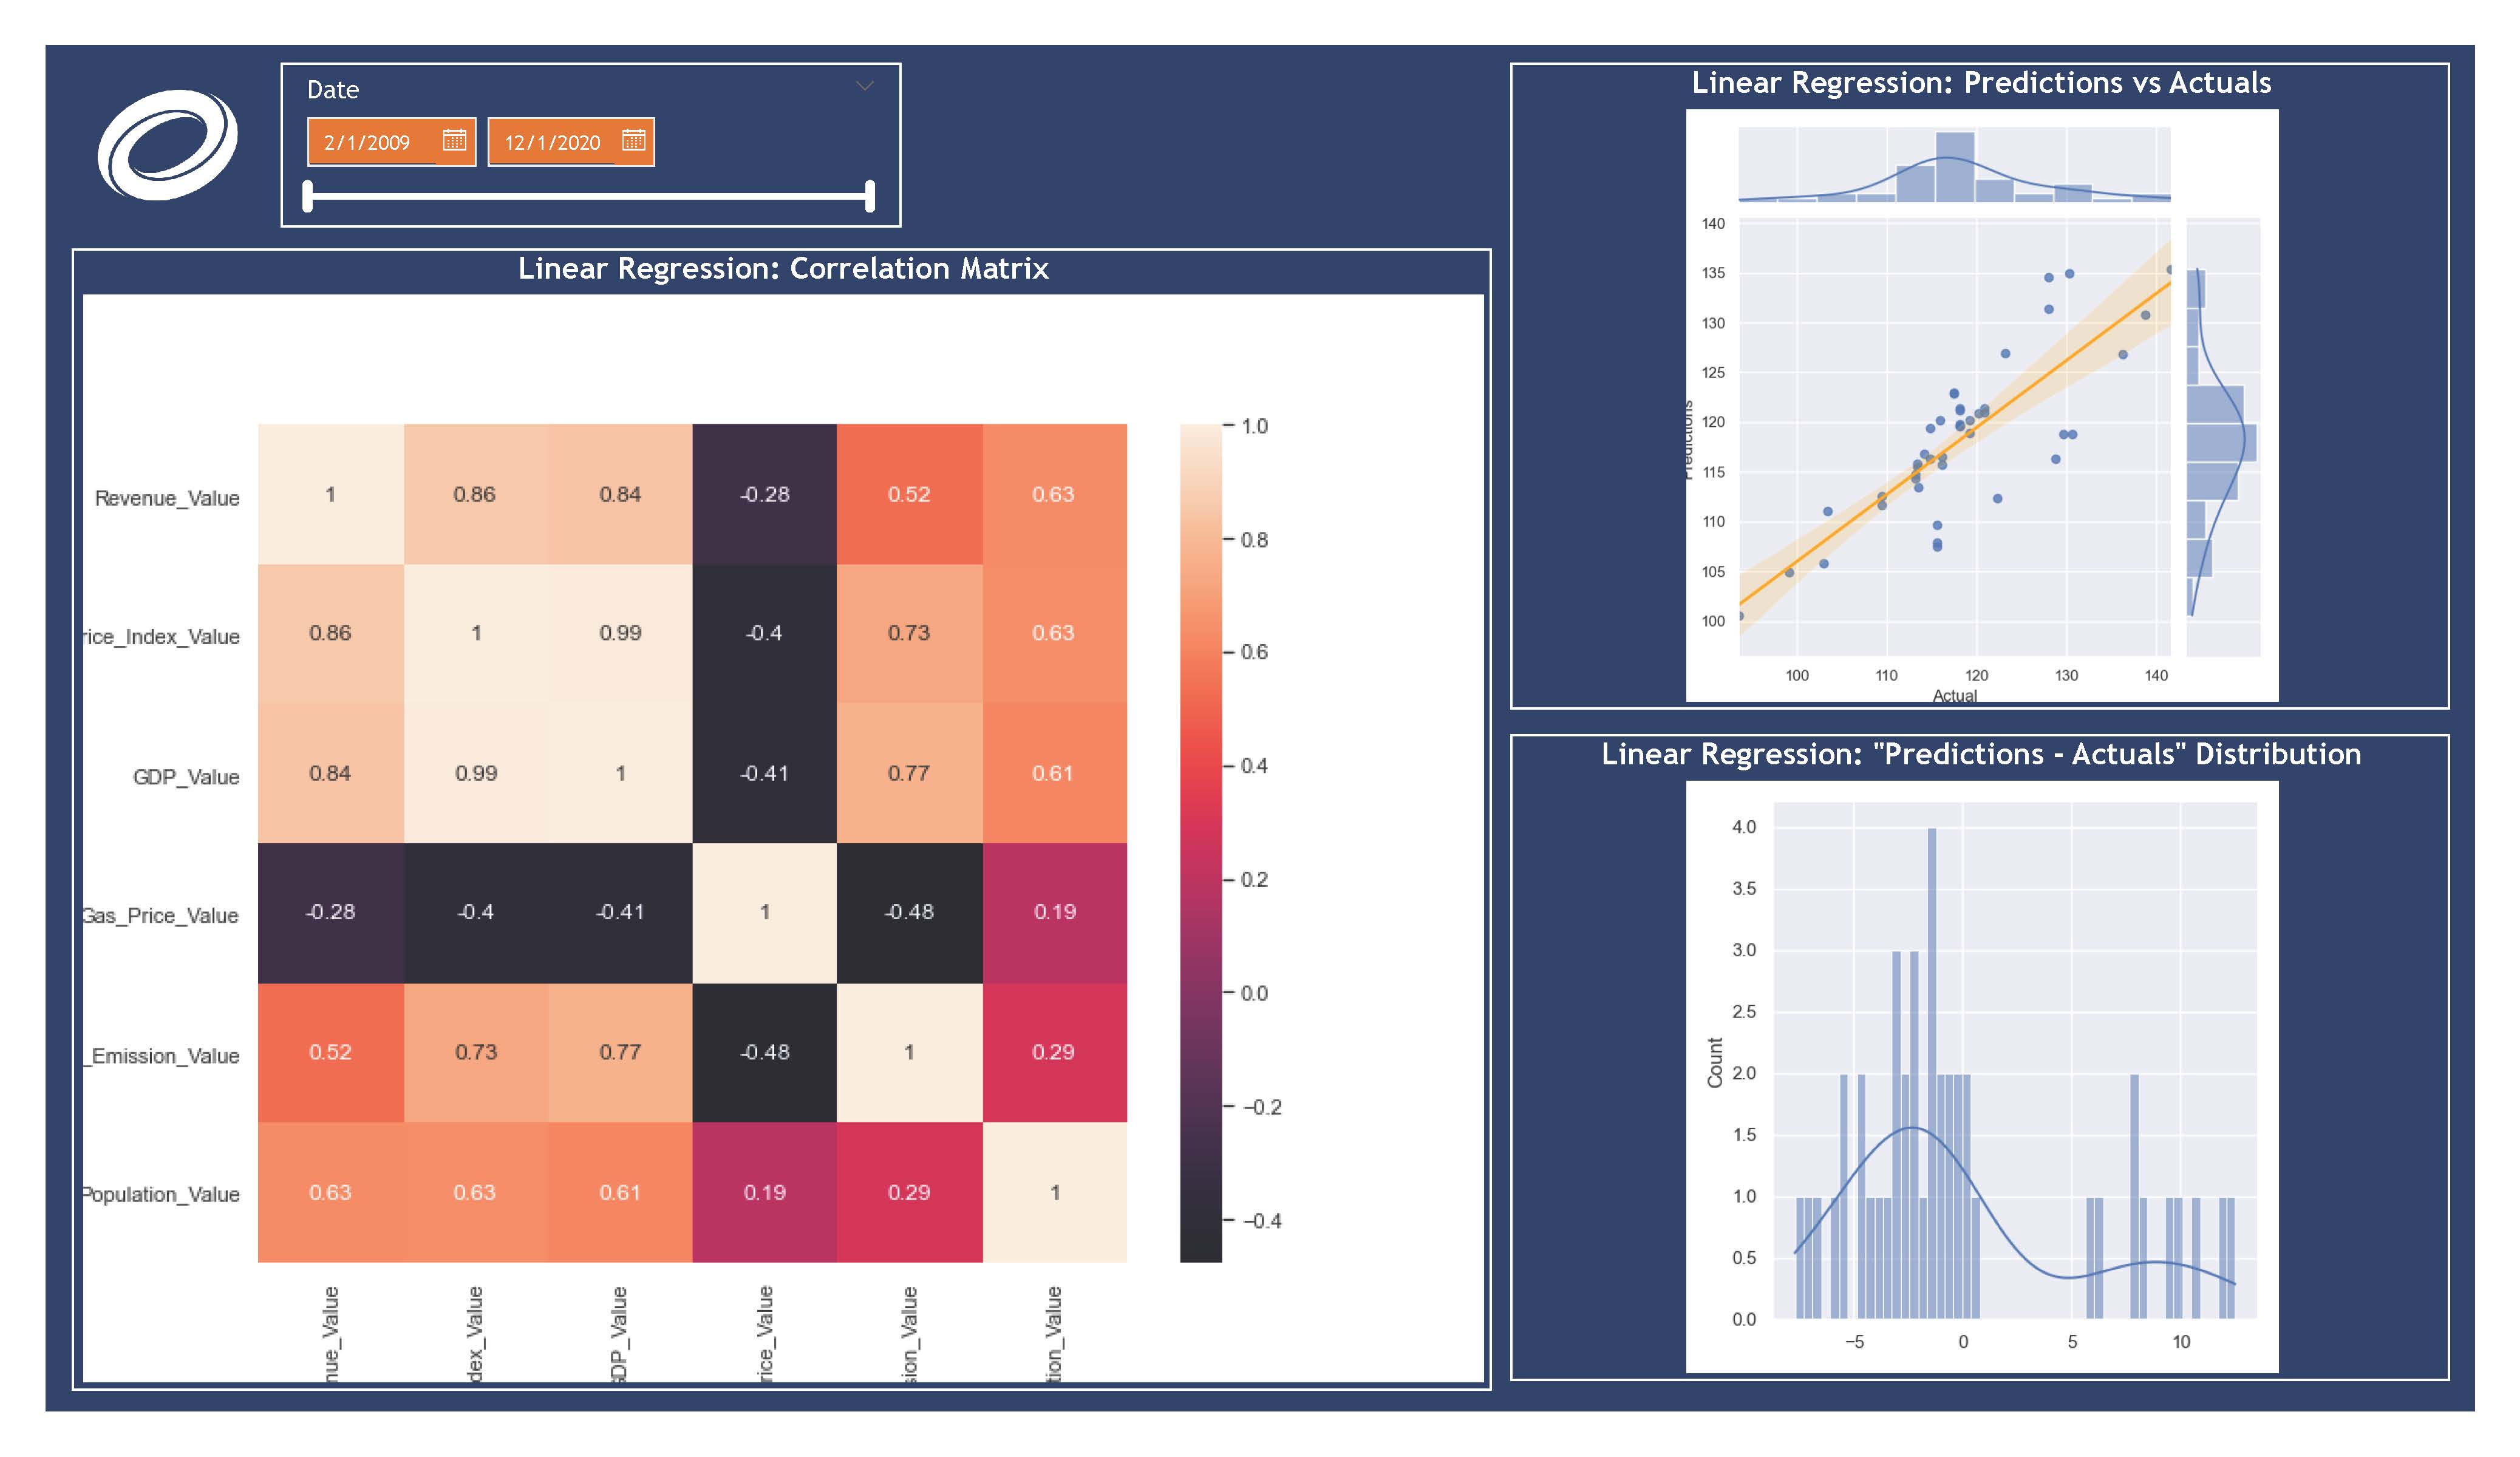 Date
2/1/2009 12/1/2020
Linear Regression: Correlation Matrix
Revenue_Value 1 0.86 0.84 -0.28 0.52 0.63
rice_Index_Value 0.86 1 0.99 -0.4 0.73 0.63
GDP_Value 0.84 0.99 1 -0.41 0.77 0.61
Gas_Price_Value -0.28 -0.4 -0.41 1 -0.48 0.19
_Emission_Value 0.52 0.73 0.77 -0.48 1 0.29
Population_Value 0.63 0.63 0.61 0.19 0.29 1
nue_Value dex_Value GDP_Value rice_Value sion_Value tion_Value
1.0
0.8
0.6
0.4
0.2
0.0
−0.2
−0.4
Linear Regression: Predictions vs Actuals
140
135
130
125
120
115
110
105
100
Predictions
100 110 120 130 140
Actual
Linear Regression: "Predictions - Actuals" Distribution
4.0
3.5
3.0
2.5
2.0
1.5
1.0
0.5
0.0
Count
−5 0 5 10